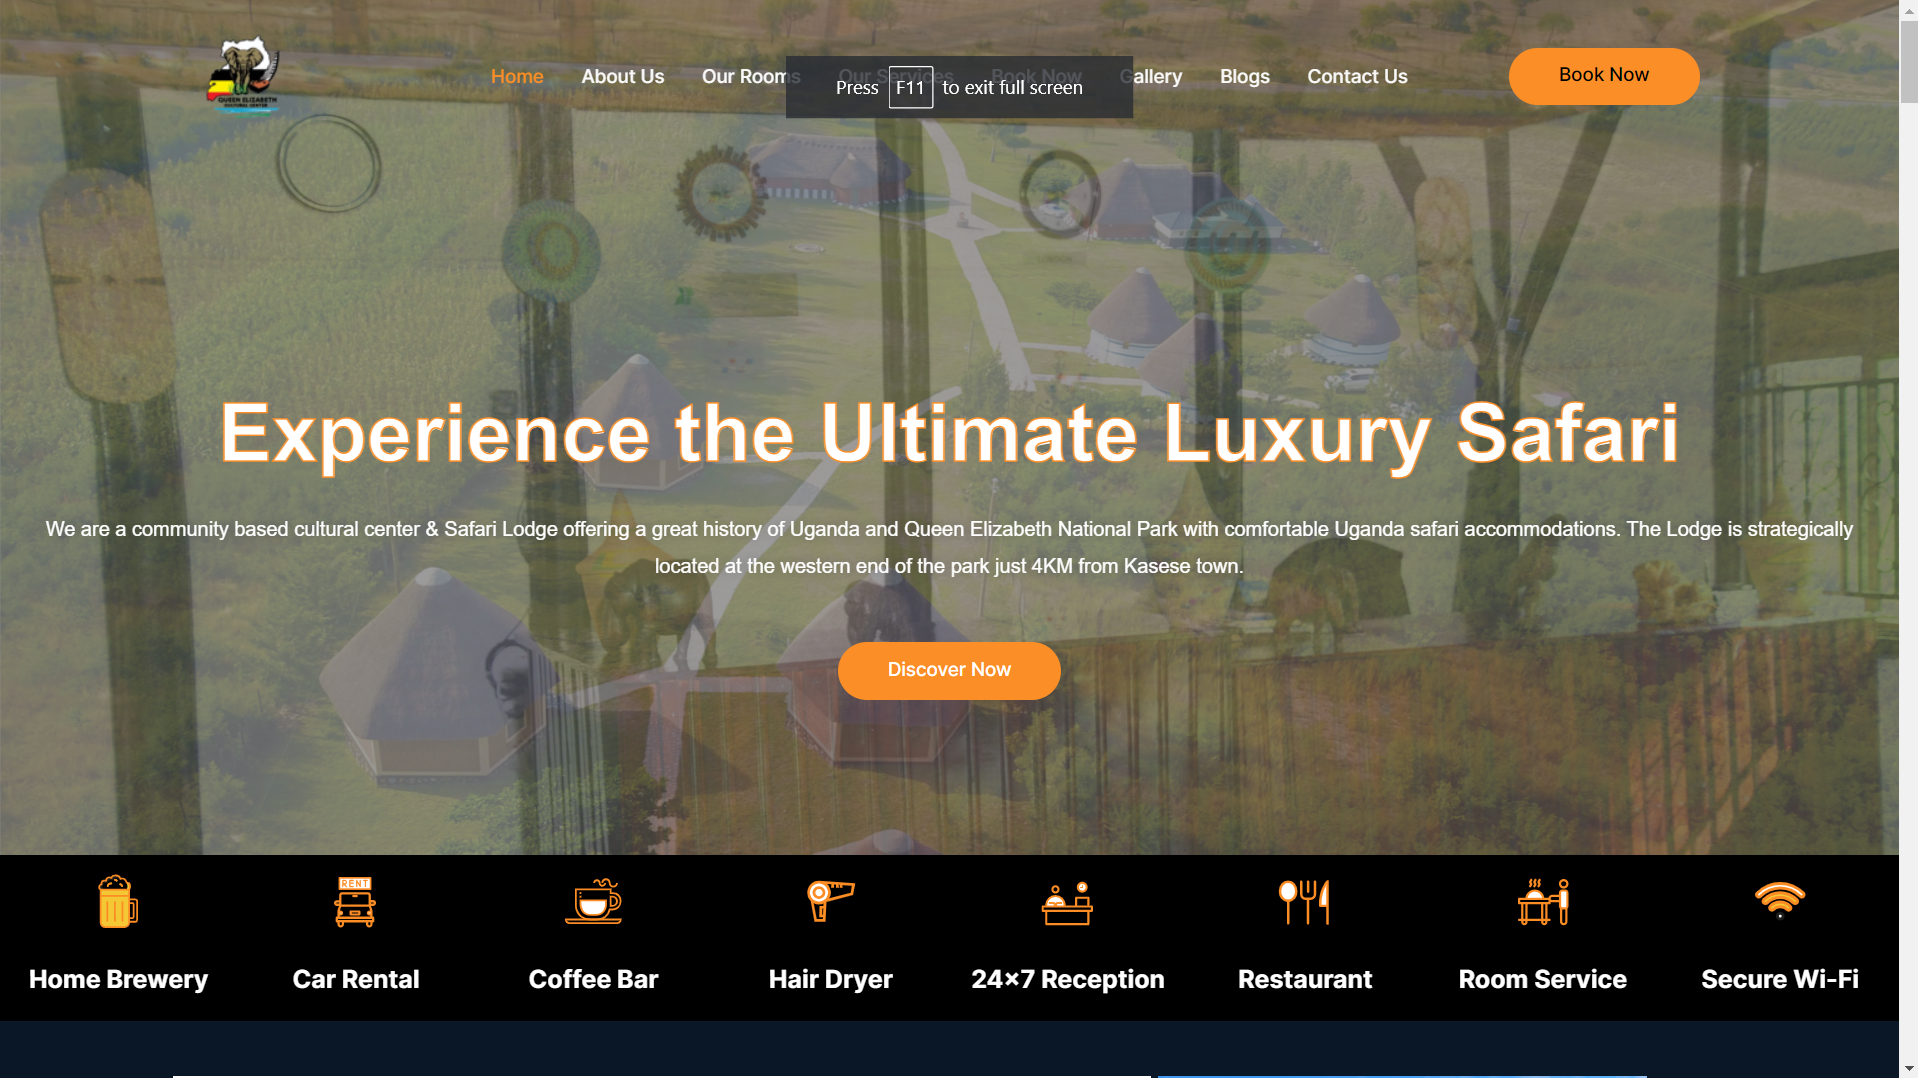 QUEEN ELIZABETH
CULTURAL CENTER
Home About Us Our Rooms Our Services Book Now Gallery Blogs Contact Us
Book Now
Press F11 to exit full screen
Experience the Ultimate Luxury Safari
We are a community based cultural center & Safari Lodge offering a great history of Uganda and Queen Elizabeth National Park with comfortable Uganda safari accommodations. The Lodge is strategically
located at the western end of the park just 4KM from Kasese town.
Discover Now
RENT
Home Brewery
Car Rental
Coffee Bar
Hair Dryer
24×7 Reception
Restaurant
Room Service
Secure Wi-Fi